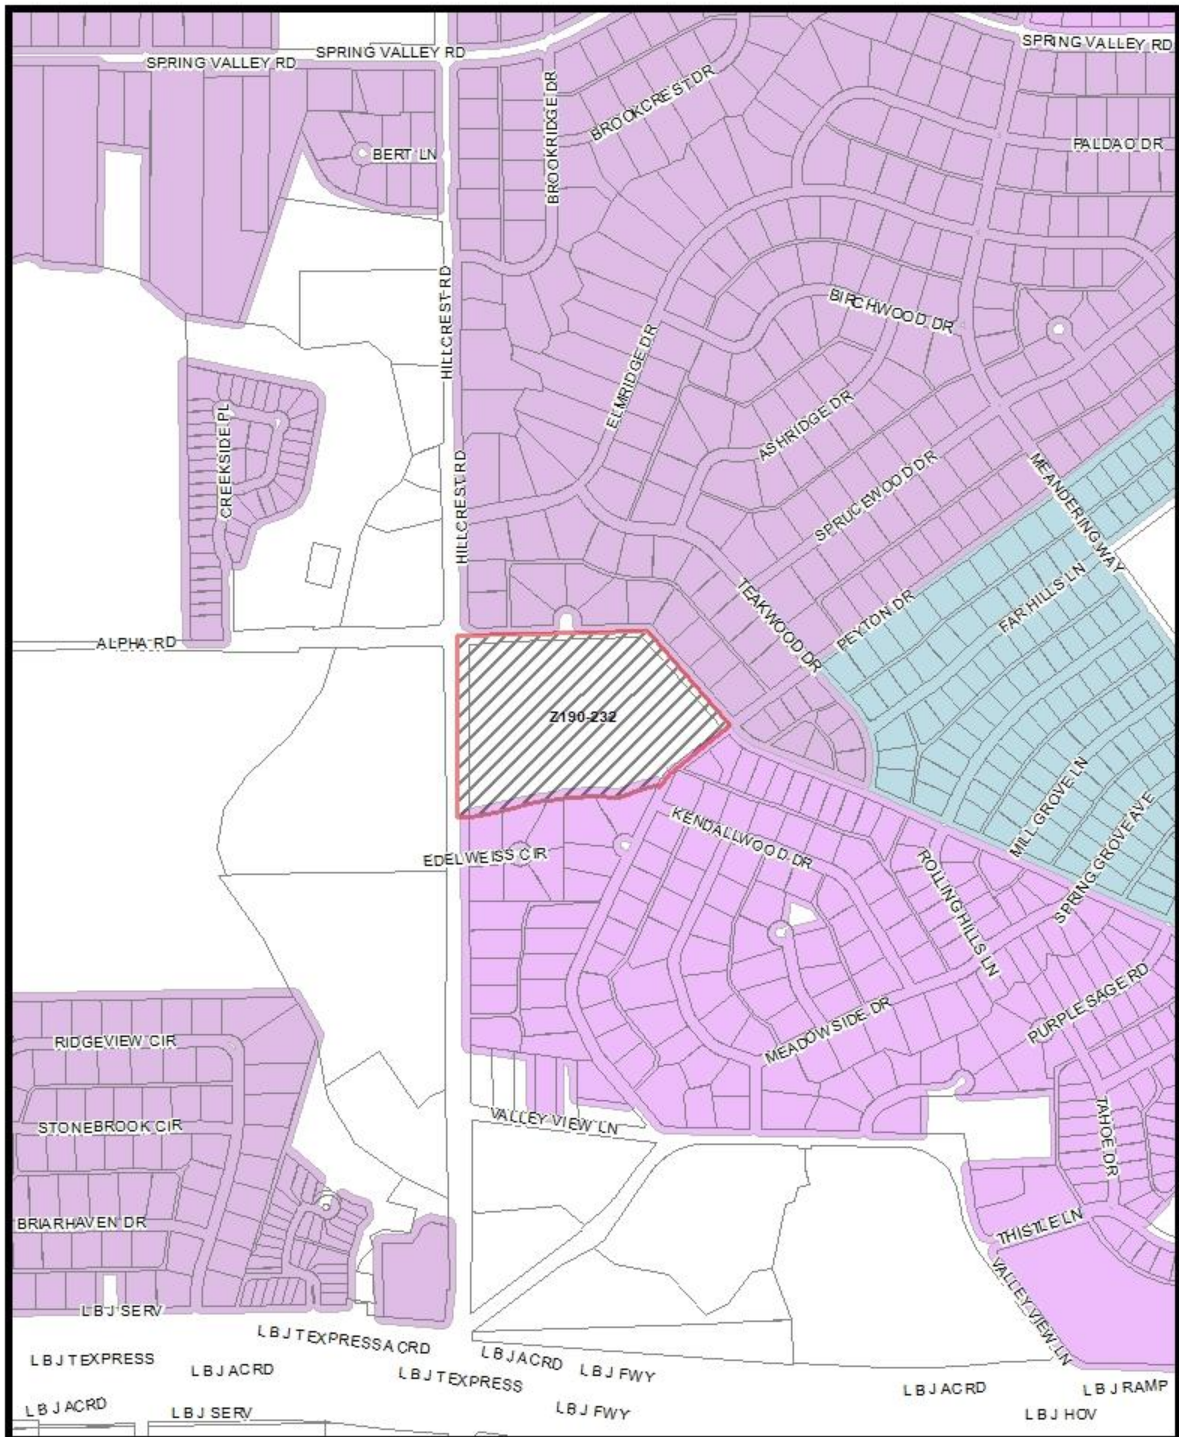 SPRING VALLEY RD
SPRING VALLEY RD
SPRING VALLEY RD
BROOKRIDGE DR
BROOKCREST DR
BERT LN
PALDAO DR
HILLCREST RD
BIRCHWOOD DR
ELMRIDGE DR
CREEKSIDE PL
ASHRIDGE DR
HILLCREST RD
SPRUCEWOOD DR
MEANDERING WAY
TEAKWOOD DR
PEYTON DR
FAR HILLS LN
ALPHA RD
Z190-232
KENDALLWOOD DR
MILL GROVE LN
SPRING GROVE AVE
EDELWEISS CIR
ROLLING HILLS LN
MEADOWSIDE DR
PURPLE SAGE RD
RIDGEVIEW CIR
STONEBROOK CIR
VALLEY VIEW LN
TAHOE DR
BRIARHAVEN DR
THISTLE LN
VALLEY VIEW LN
LBJ SERV
LBJ TEXPRESS ACRD
LBJ TEXPRESS
LBJ ACRD
LBJ TEXPRESS
LBJ ACRD
LBJ FWY
LBJ ACRD
LBJ RAMP
LBJ ACRD
LBJ SERV
LBJ FWY
LBJ HOV